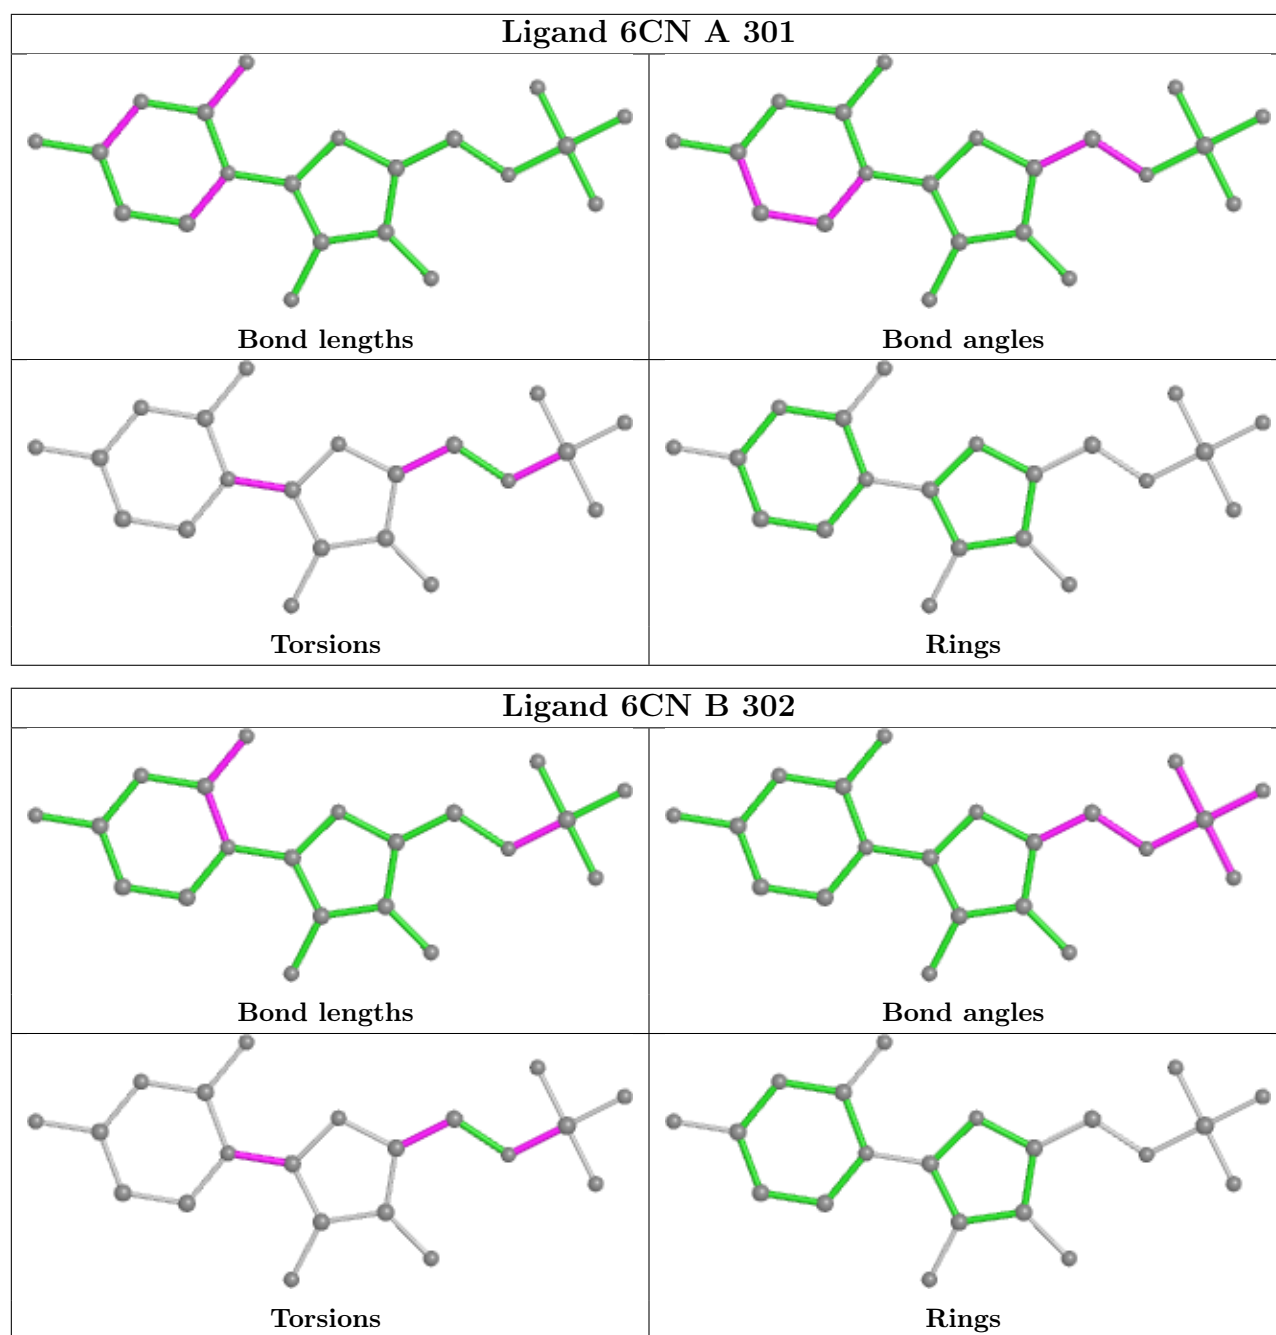 Ligand 6CN A 301
Bond lengths
Bond angles
Torsions
Rings
Ligand 6CN B 302
Bond lengths
Bond angles
Torsions
Rings